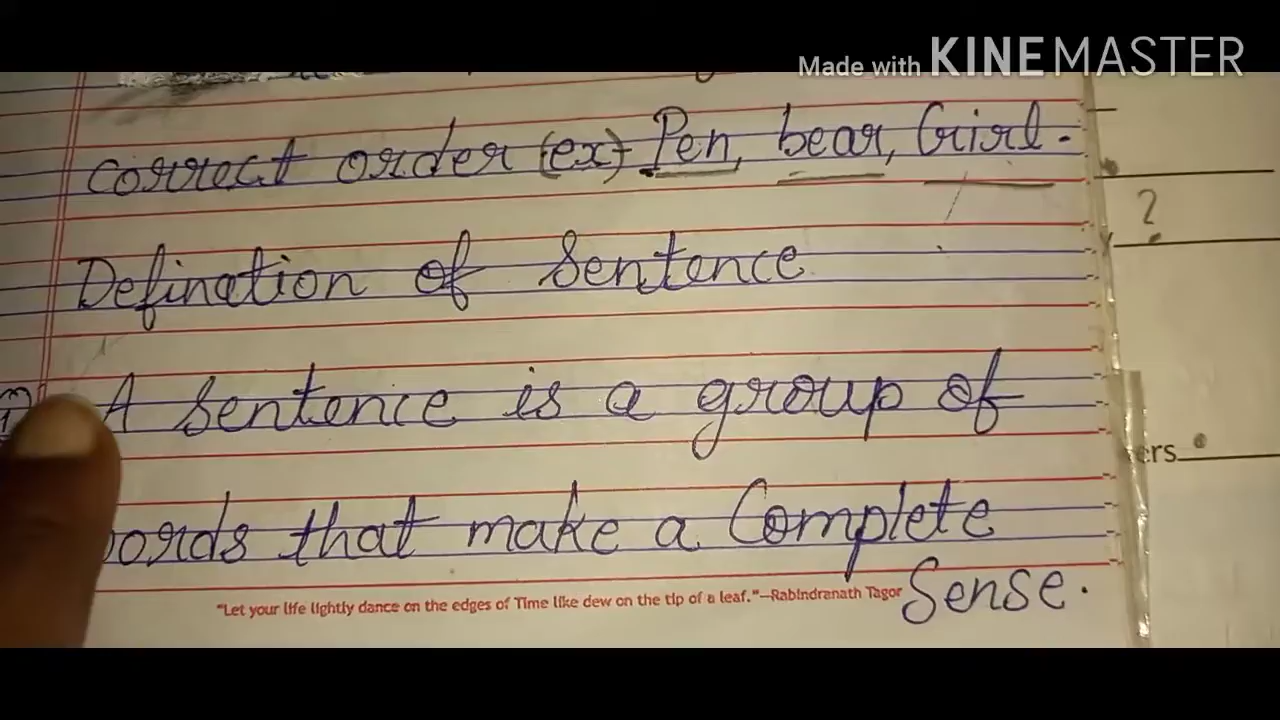 Made with KINEMASTER
correct order (ex) Pen, bear, Girl.
?
Defination of Sentence
A sentence is a group of
ers
words that make a Complete
Sense.
"Let your life lightly dance on the edges of Time like dew on the tip of a leaf."—Rabindranath Tagor